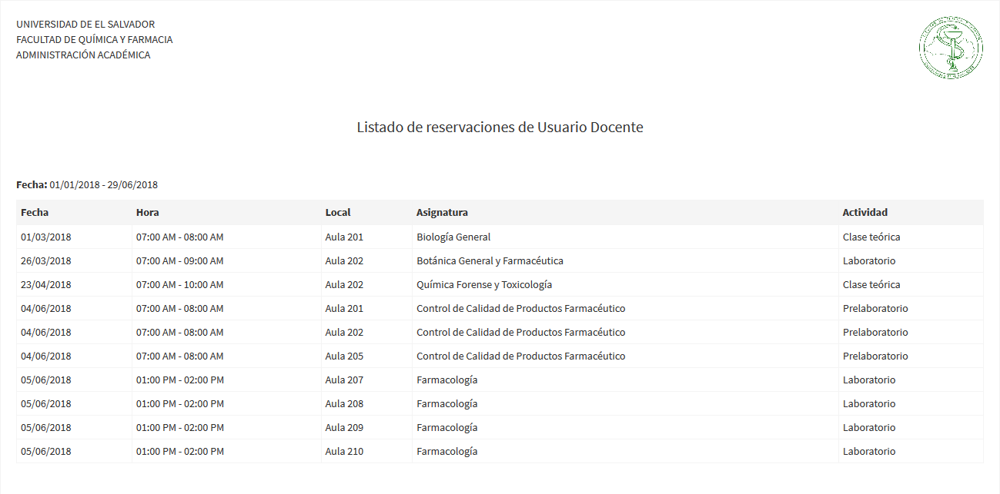 UNIVERSIDAD DE EL SALVADOR
FACULTAD DE QUÍMICA Y FARMACIA
ADMINISTRACIÓN ACADÉMICA
Listado de reservaciones de Usuario Docente
Fecha: 01/01/2018 - 29/06/2018
Fecha Hora Local Asignatura Actividad
01/03/2018 07:00 AM - 08:00 AM Aula 201 Biología General Clase teórica
26/03/2018 07:00 AM - 09:00 AM Aula 202 Botánica General y Farmacéutica Laboratorio
23/04/2018 07:00 AM - 10:00 AM Aula 202 Química Forense y Toxicología Clase teórica
04/06/2018 07:00 AM - 08:00 AM Aula 201 Control de Calidad de Productos Farmacéutico Prelaboratorio
04/06/2018 07:00 AM - 08:00 AM Aula 202 Control de Calidad de Productos Farmacéutico Prelaboratorio
04/06/2018 07:00 AM - 08:00 AM Aula 205 Control de Calidad de Productos Farmacéutico Prelaboratorio
05/06/2018 01:00 PM - 02:00 PM Aula 207 Farmacología Laboratorio
05/06/2018 01:00 PM - 02:00 PM Aula 208 Farmacología Laboratorio
05/06/2018 01:00 PM - 02:00 PM Aula 209 Farmacología Laboratorio
05/06/2018 01:00 PM - 02:00 PM Aula 210 Farmacología Laboratorio